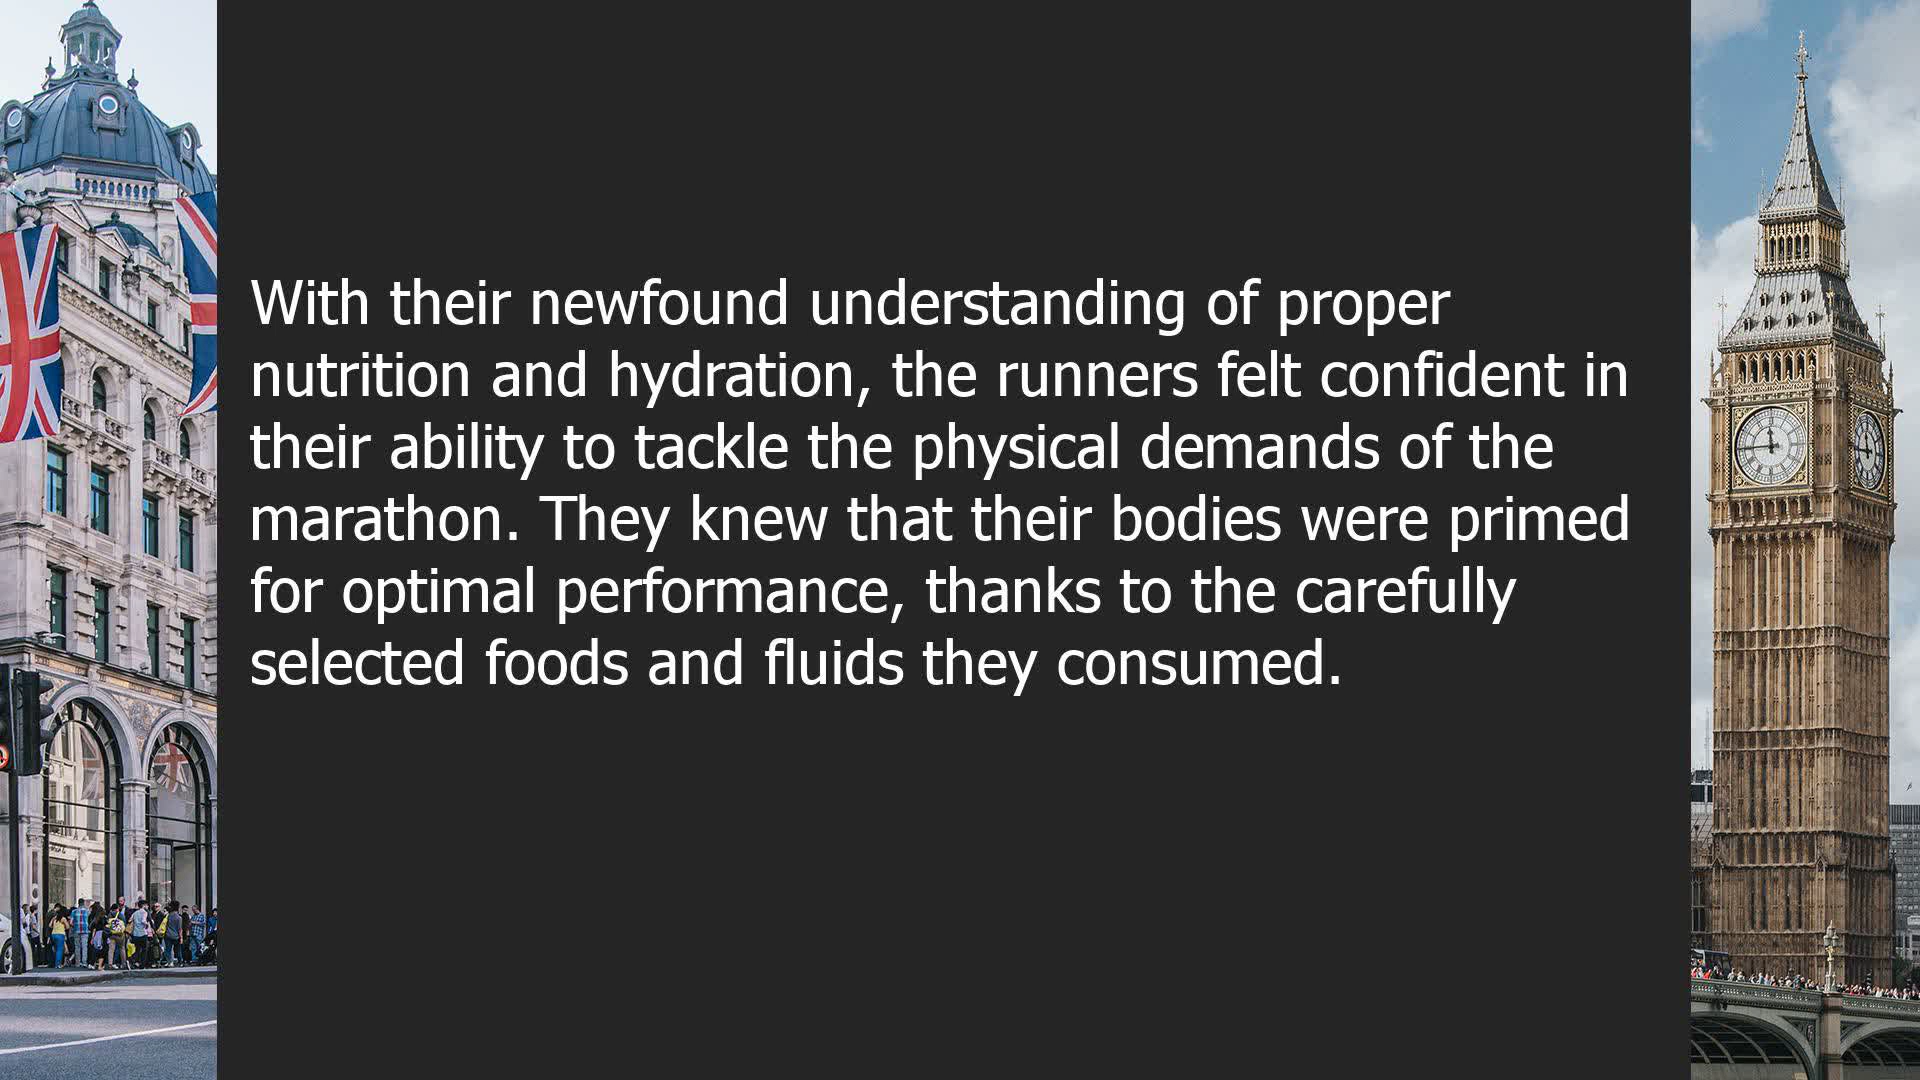 With their newfound understanding of proper
nutrition and hydration, the runners felt confident in
their ability to tackle the physical demands of the
marathon. They knew that their bodies were primed
for optimal performance, thanks to the carefully
selected foods and fluids they consumed.